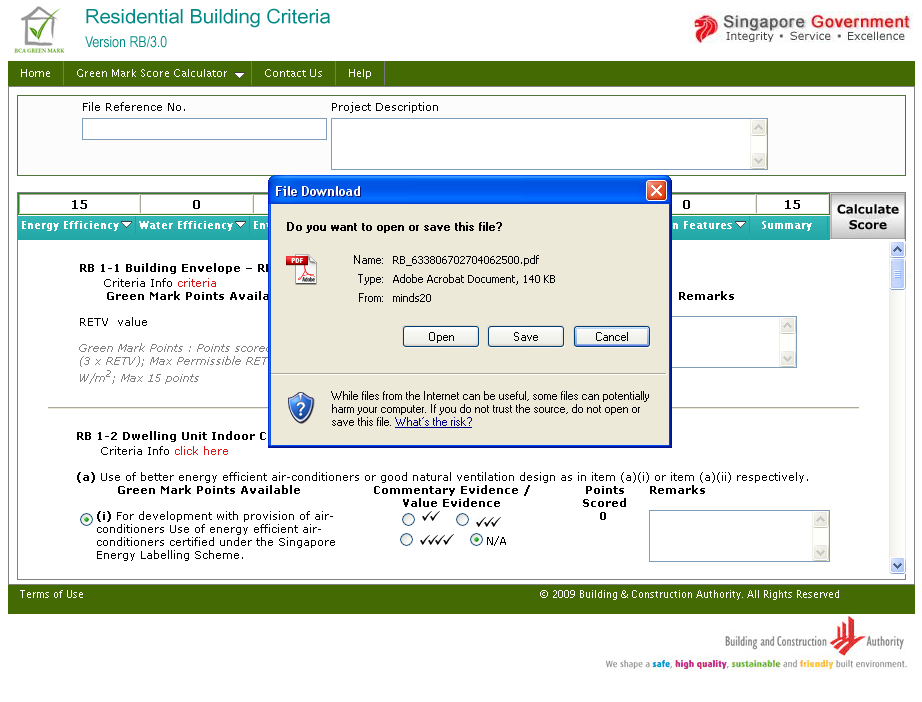 Residential Building Criteria
Version RB/3.0
BCA GREEN MARK
Singapore Government
Integrity • Service • Excellence
Home
Green Mark Score Calculator
Contact Us
Help
File Reference No.
Project Description
15
0
0
15
Energy Efficiency
Water Efficiency
En
n Features
Summary
Calculate
Score
File Download
Do you want to open or save this file?
Name: RB_633806702704062500.pdf
Type: Adobe Acrobat Document, 140 KB
From: minds20
PDF
Adobe
Open
Save
Cancel
While files from the Internet can be useful, some files can potentially
harm your computer. If you do not trust the source, do not open or
save this file. What's the risk?
RB 1-1 Building Envelope – RE
Criteria Info criteria
Green Mark Points Availa
Remarks
RETV value
Green Mark Points : Points scored
(3 x RETV); Max Permissible RET
W/m2; Max 15 points
RB 1-2 Dwelling Unit Indoor C
Criteria Info click here
(a) Use of better energy efficient air-conditioners or good natural ventilation design as in item (a)(i) or item (a)(ii) respectively.
Green Mark Points Available
Commentary Evidence /
Value Evidence
Points
Scored
Remarks
0
(i) For development with provision of air-
conditioners Use of energy efficient air-
conditioners certified under the Singapore
Energy Labelling Scheme.
✓✓
✓✓✓
✓✓✓✓
N/A
Terms of Use
© 2009 Building & Construction Authority. All Rights Reserved
Building and Construction Authority
We shape a safe, high quality, sustainable and friendly built environment.